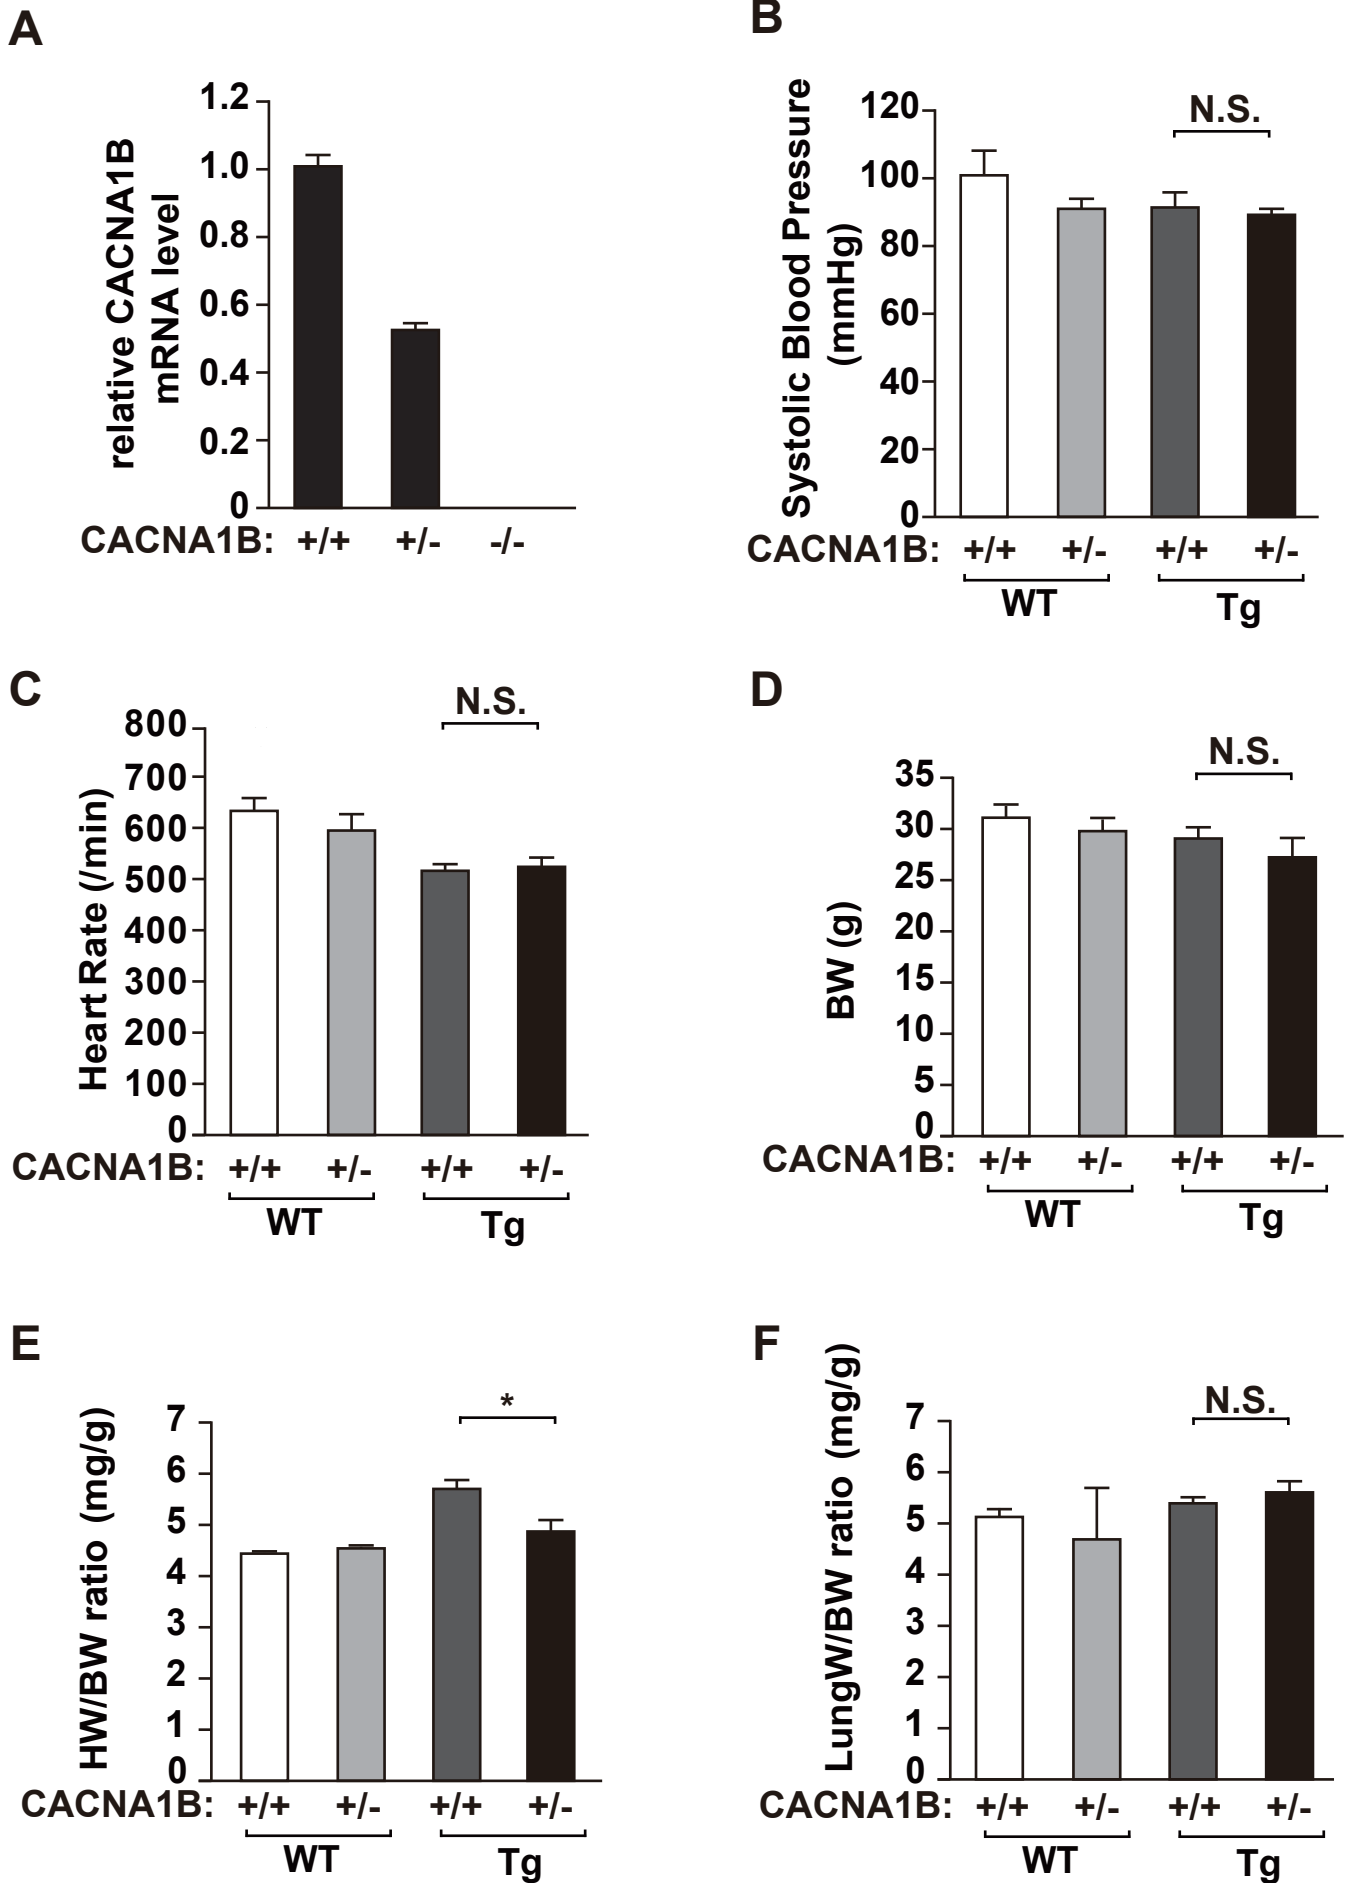 A
relative CACNA1B
mRNA level
1.2
1.0
0.8
0.6
0.4
0.2
0
CACNA1B: +/+ +/- -/-
B
Systolic Blood Pressure
(mmHg)
N.S.
120
100
80
60
40
20
0
CACNA1B: +/+ +/- +/+ +/-
WT Tg
C
Heart Rate (/min)
N.S.
800
700
600
500
400
300
200
100
0
CACNA1B: +/+ +/- +/+ +/-
WT Tg
D
BW (g)
N.S.
35
30
25
20
15
10
5
0
CACNA1B: +/+ +/- +/+ +/-
WT Tg
E
HW/BW ratio (mg/g)
*
7
6
5
4
3
2
1
0
CACNA1B: +/+ +/- +/+ +/-
WT Tg
F
LungW/BW ratio (mg/g)
N.S.
7
6
5
4
3
2
1
0
CACNA1B: +/+ +/- +/+ +/-
WT Tg